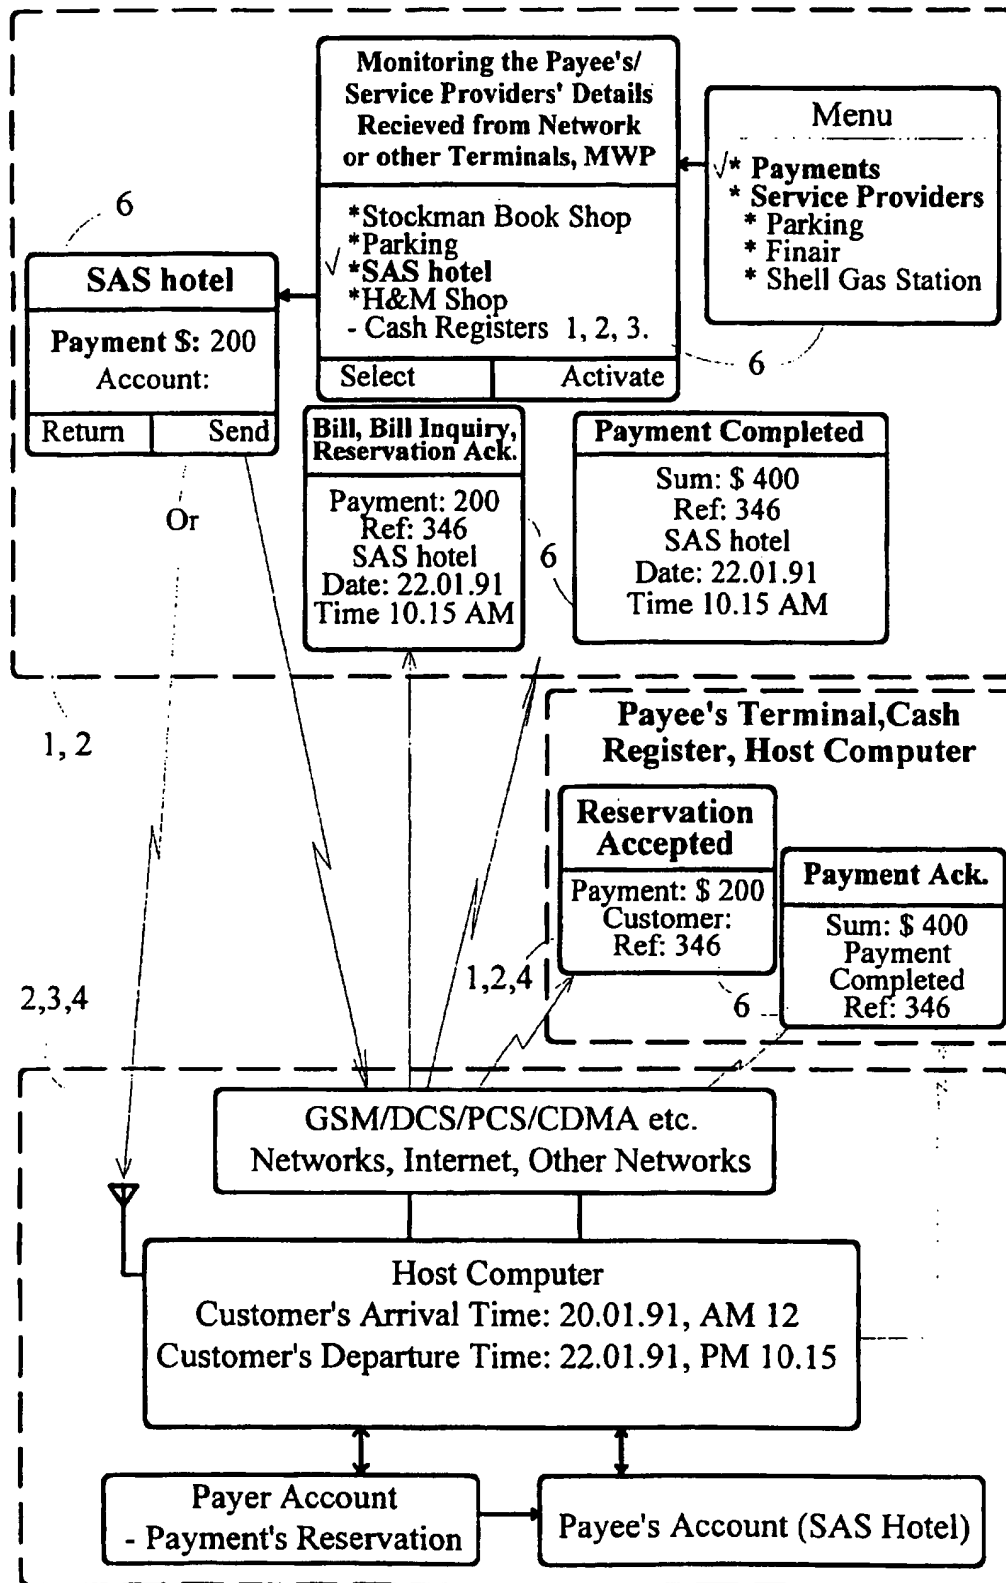 Monitoring the Payee's/
Service Providers' Details
Recieved from Network
or other Terminals, MWP
*Stockman Book Shop
*Parking
√
*SAS hotel
*H&M Shop
- Cash Registers 1, 2, 3.
Select
Activate
Menu
√* Payments
* Service Providers
* Parking
* Finair
* Shell Gas Station
6
6
SAS hotel
Payment $: 200
Account:
Return
Send
Or
Bill, Bill Inquiry,
Reservation Ack.
Payment: 200
Ref: 346
SAS hotel
Date: 22.01.91
Time 10.15 AM
6
Payment Completed
Sum: $ 400
Ref: 346
SAS hotel
Date: 22.01.91
Time 10.15 AM
1, 2
Payee's Terminal,Cash
Register, Host Computer
Reservation
Accepted
Payment: $ 200
Customer:
Ref: 346
Payment Ack.
Sum: $ 400
Payment
Completed
Ref: 346
1,2,4
6
2,3,4
GSM/DCS/PCS/CDMA etc.
Networks, Internet, Other Networks
Host Computer
Customer's Arrival Time: 20.01.91, AM 12
Customer's Departure Time: 22.01.91, PM 10.15
Payer Account
- Payment's Reservation
Payee's Account (SAS Hotel)